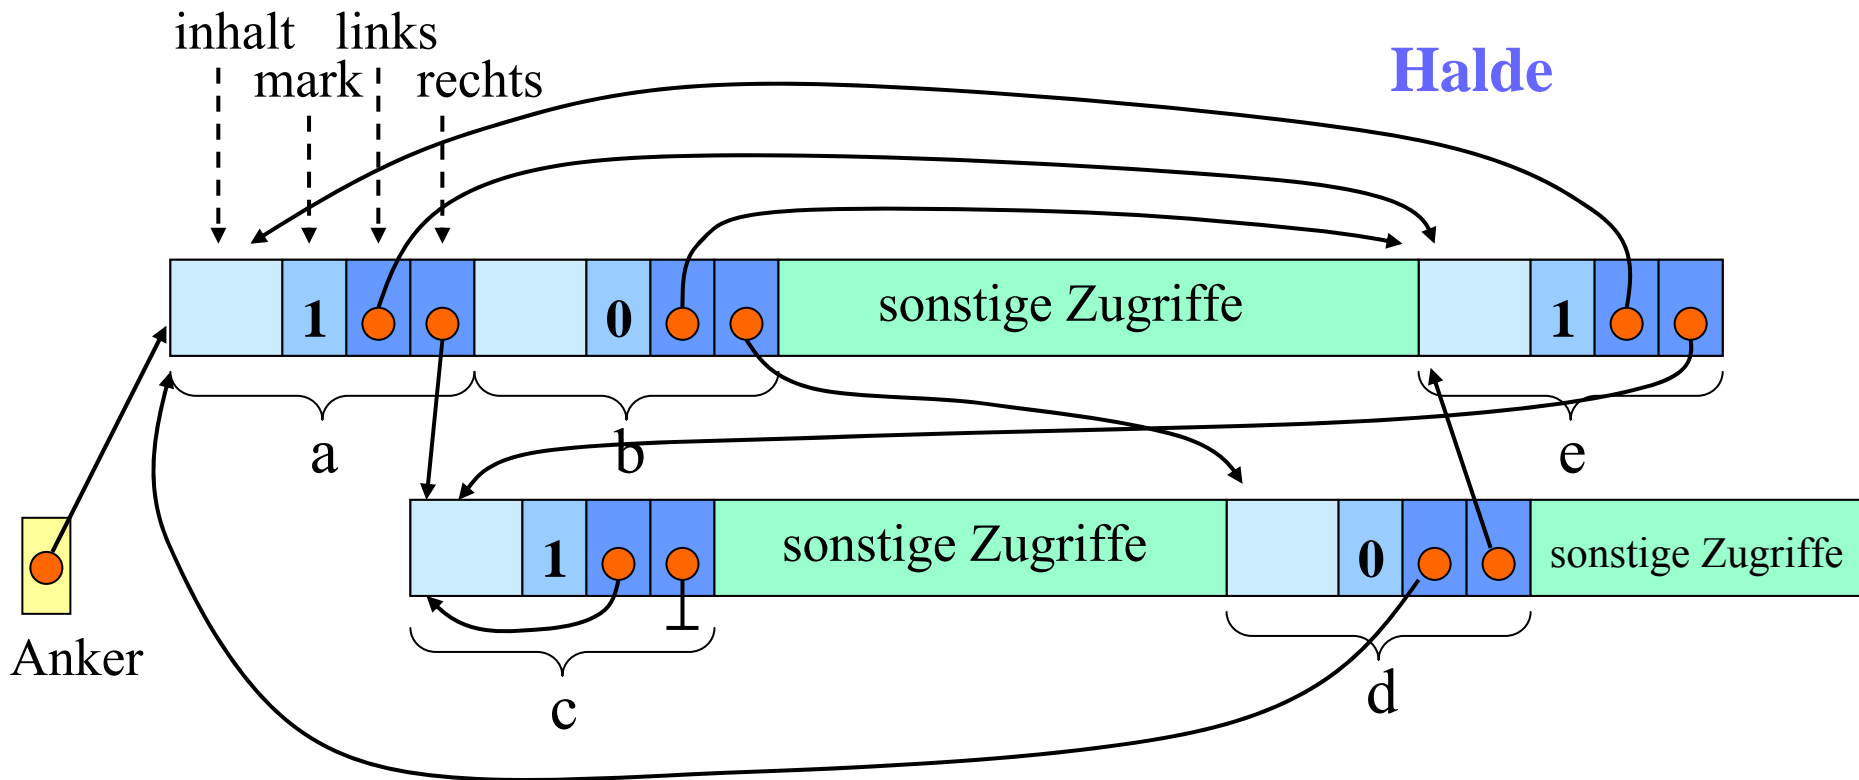 inhalt links
mark rechts
Halde
1 0 sonstige Zugriffe 1
a b e
1 sonstige Zugriffe 0 sonstige Zugriffe
Anker
c d